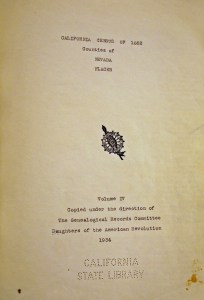 CALIFORNIA CENSUS OF 1852
Counties of
NEVADA
PLACER
Volume IV
Copied under the direction of
the Genealogical Records Committee
Daughters of the American Revolution
1934
CALIFORNIA
STATE LIBRARY